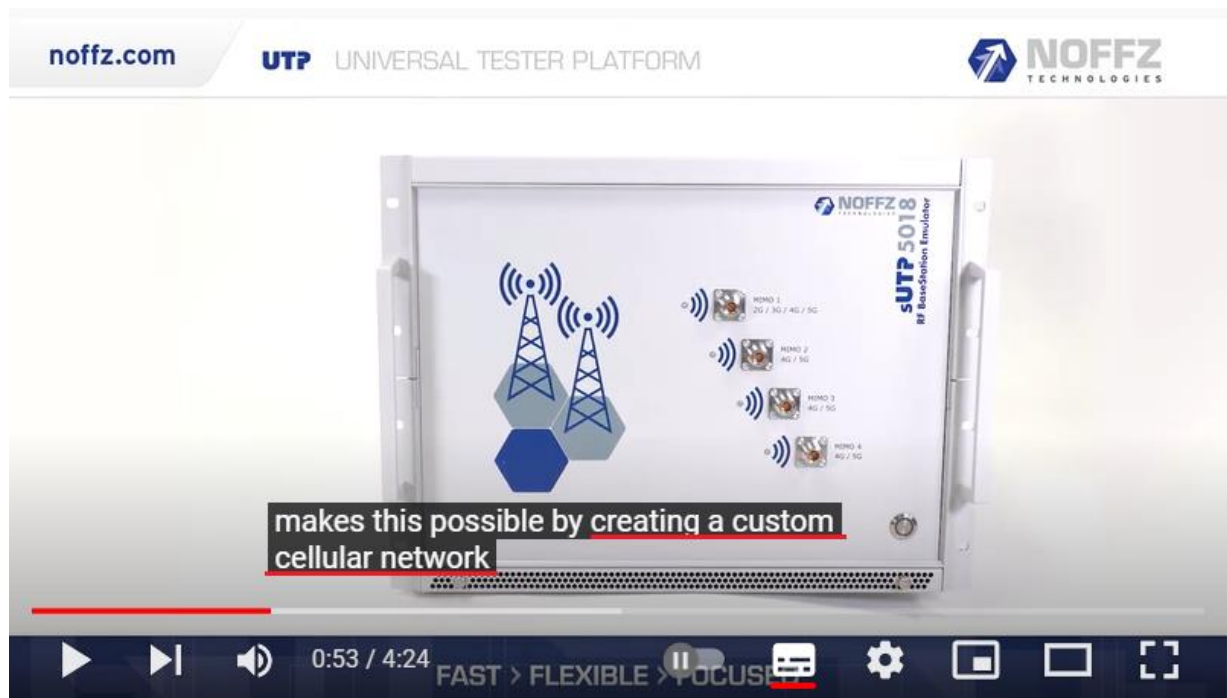 noffz.com
UTP UNIVERSAL TESTER PLATFORM
NOFFZ
TECHNOLOGIES
NOFFZ
TECHNOLOGIES
sUTP 5018
RF BaseStation Emulator
MIMO 1
2G / 3G / 4G / 5G
MIMO 2
4G / 5G
MIMO 3
4G / 5G
MIMO 4
4G / 5G
makes this possible by creating a custom
cellular network
0:53 / 4:24
FAST > FLEXIBLE > FOCUSED